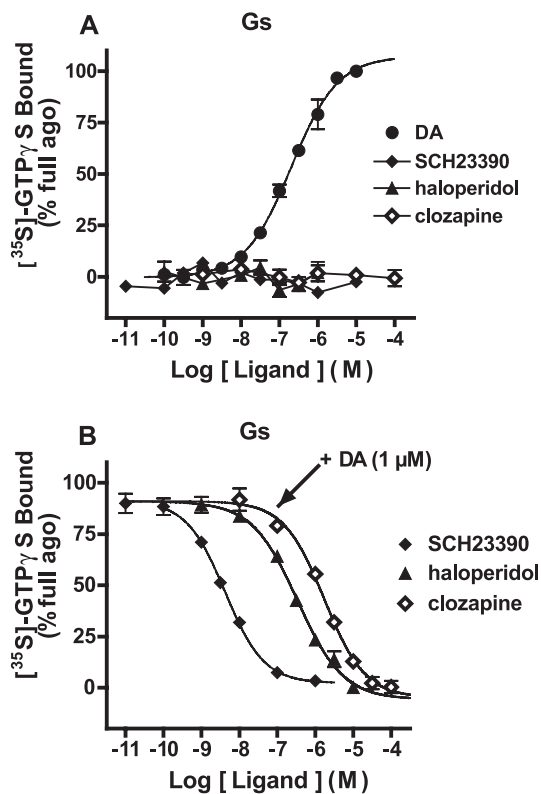 A
Gs
[35S]-GTPγ S Bound
(% full ago)
100
75
50
25
0
DA
SCH23390
haloperidol
clozapine
-11 -10 -9 -8 -7 -6 -5 -4
Log [ Ligand ] ( M )
B
Gs
+ DA (1 µM)
[35S]-GTPγ S Bound
(% full ago)
100
75
50
25
0
SCH23390
haloperidol
clozapine
-11 -10 -9 -8 -7 -6 -5 -4
Log [ Ligand ] ( M )